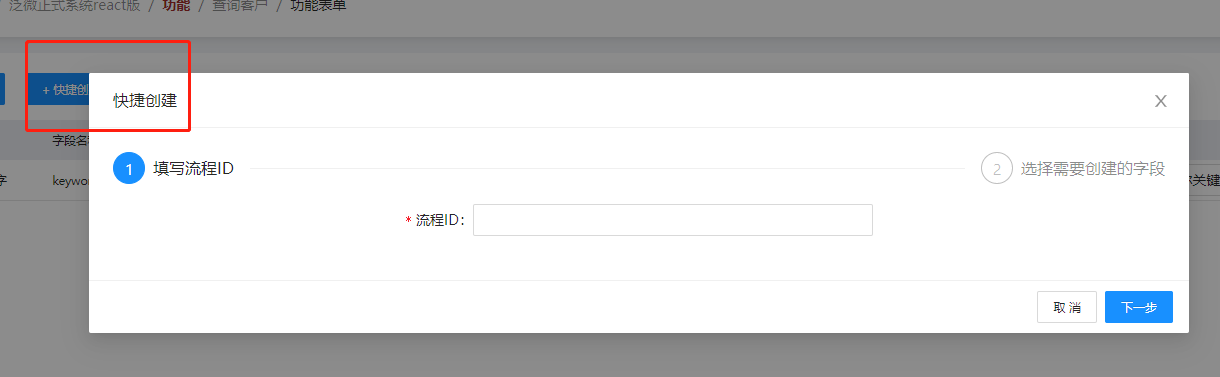 泛微正式系统react版 / 功能 / 查询客户 / 功能表单
+ 快捷创
快捷创建
字段名
1 填写流程ID
2 选择需要创建的字段
字
keywor
尔关键
* 流程ID：
取 消
下一步